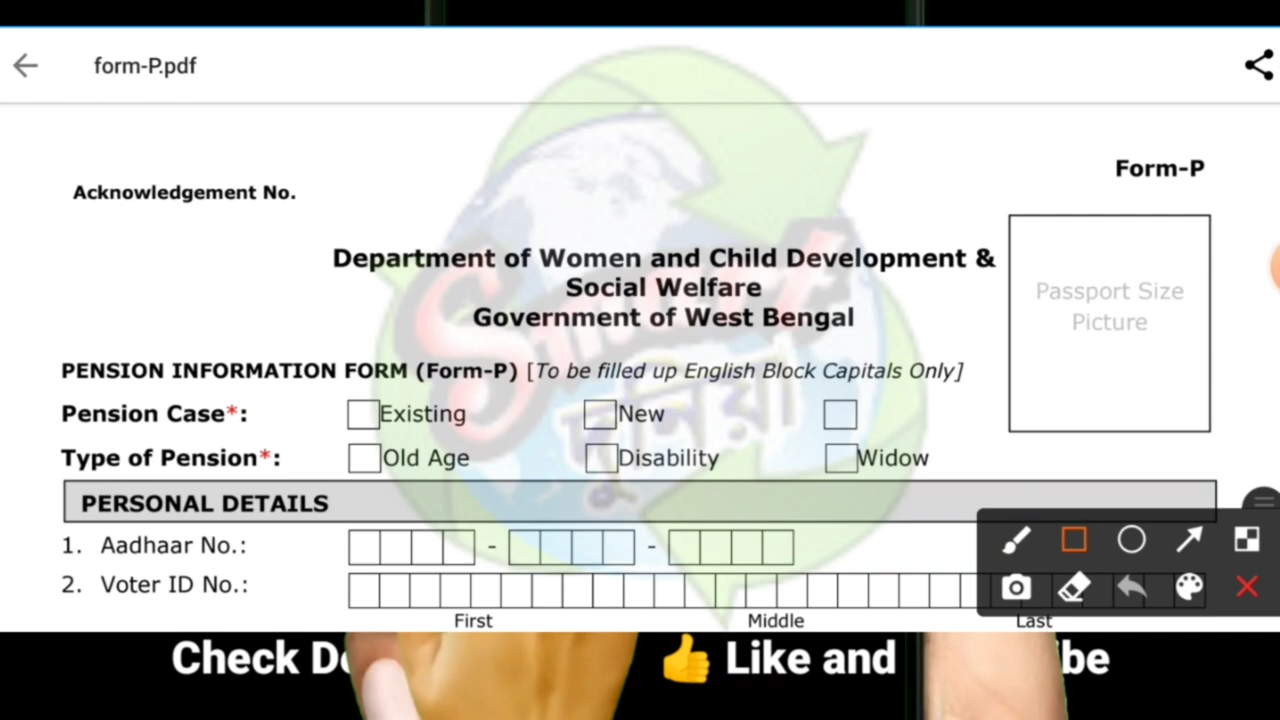 form-P.pdf
Form-P
Acknowledgement No.
Department of Women and Child Development &
Social Welfare
Government of West Bengal
Passport Size
Picture
PENSION INFORMATION FORM (Form-P) [To be filled up English Block Capitals Only]
Pension Case*: Existing New
Type of Pension*: Old Age Disability Widow
PERSONAL DETAILS
1. Aadhaar No.: - -
2. Voter ID No.:
First Middle Last
Smart
দুনিয়া
Check De 👍 Like and be